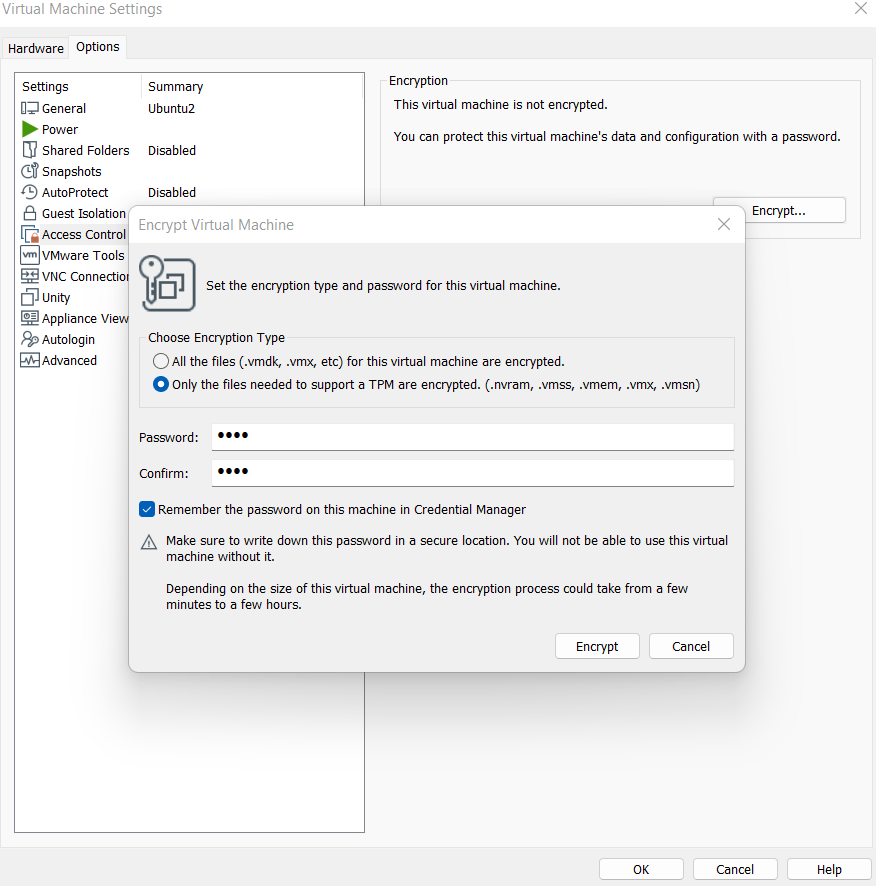 Virtual Machine Settings
Hardware Options
Settings Summary
General Ubuntu2
Power
Shared Folders Disabled
Snapshots
AutoProtect Disabled
Guest Isolation
Access Control
vm VMware Tools
VNC Connection
Unity
Appliance View
Autologin
Advanced
Encryption
This virtual machine is not encrypted.
You can protect this virtual machine's data and configuration with a password.
Encrypt...
Encrypt Virtual Machine
Set the encryption type and password for this virtual machine.
Choose Encryption Type
All the files (.vmdk, .vmx, etc) for this virtual machine are encrypted.
Only the files needed to support a TPM are encrypted. (.nvram, .vmss, .vmem, .vmx, .vmsn)
Password: ••••
Confirm: ••••
Remember the password on this machine in Credential Manager
Make sure to write down this password in a secure location. You will not be able to use this virtual
machine without it.
Depending on the size of this virtual machine, the encryption process could take from a few
minutes to a few hours.
Encrypt Cancel
OK Cancel Help